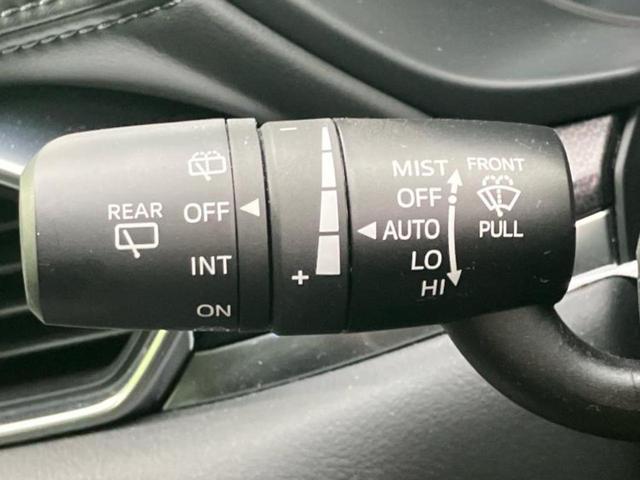 REAR
OFF
INT
ON
−
+
MIST
OFF
AUTO
LO
HI
FRONT
PULL